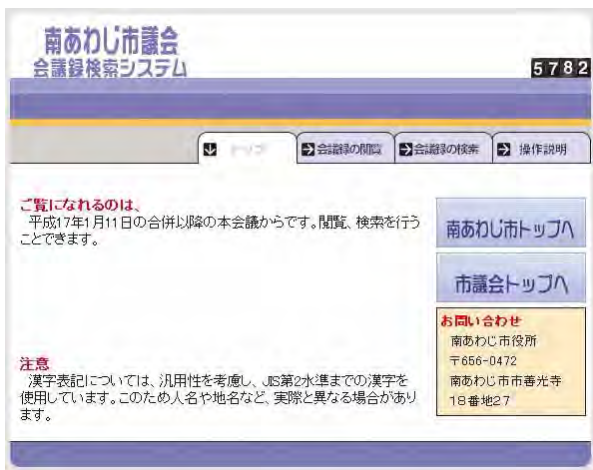 南あわじ市議会
会議録検索システム
5782
トップ
会議録の閲覧
会議録の検索
操作説明
ご覧になれるのは、
平成17年1月11日の合併以降の本会議からです。閲覧、検索を行う
ことできます。
南あわじ市トップへ
市議会トップへ
お問い合わせ
南あわじ市役所
〒656-0472
南あわじ市市善光寺
18番地27
注意
漢字表記については、汎用性を考慮し、JIS第2水準までの漢字を
使用しています。このため人名や地名など、実際と異なる場合があり
ます。